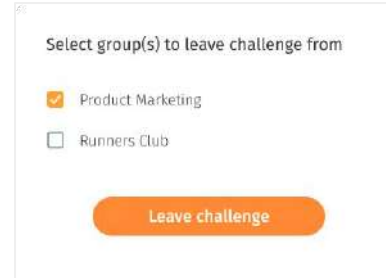 Select group(s) to leave challenge from
Product Marketing
Runners Club
Leave challenge